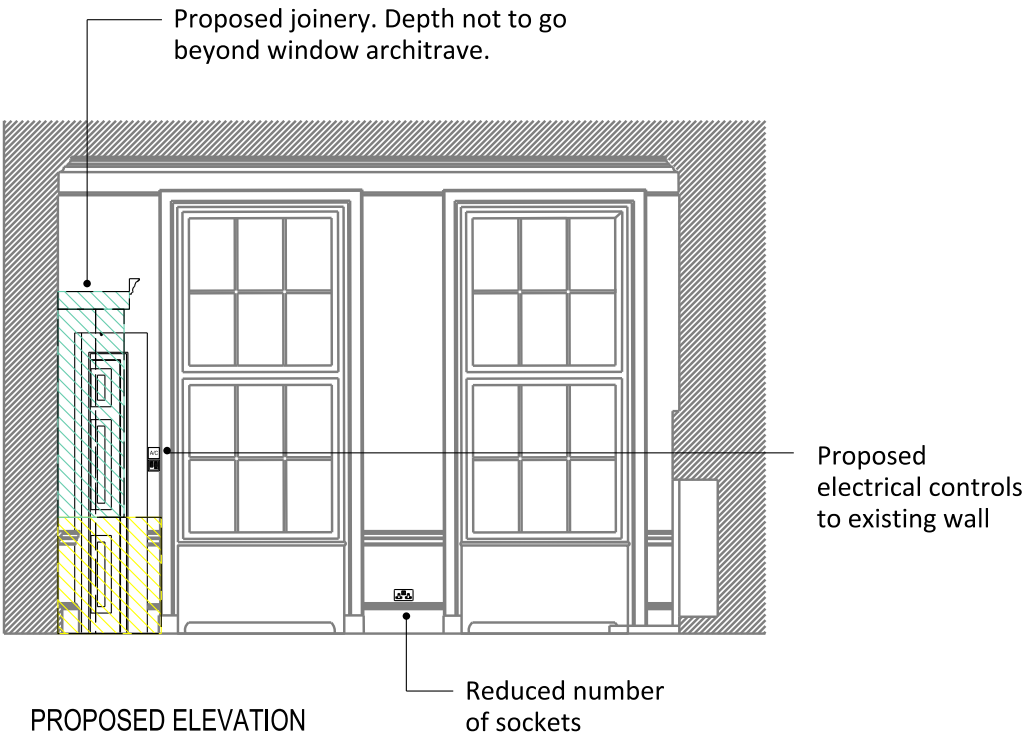 Proposed joinery. Depth not to go
beyond window architrave.
A/C
Proposed
electrical controls
to existing wall
Reduced number
of sockets
PROPOSED ELEVATION